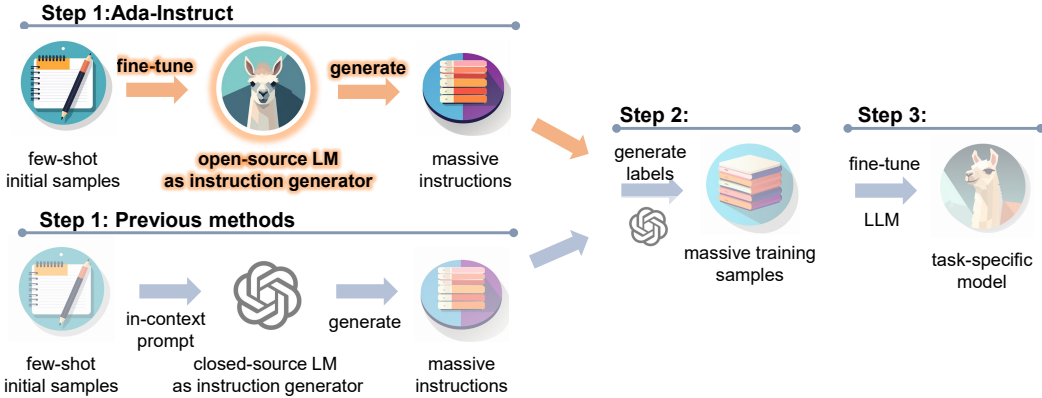 Step 1:Ada-Instruct
fine-tune
generate
few-shot
initial samples
open-source LM
as instruction generator
massive
instructions
Step 1: Previous methods
in-context
prompt
generate
few-shot
initial samples
closed-source LM
as instruction generator
massive
instructions
Step 2:
generate
labels
massive training
samples
Step 3:
fine-tune
LLM
task-specific
model